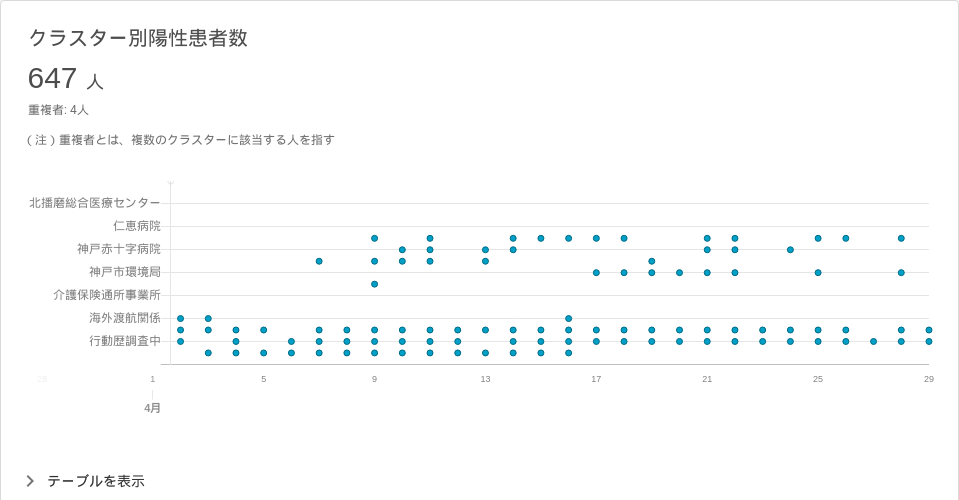 クラスター別陽性患者数
647 人
重複者: 4人
（注）重複者とは、複数のクラスターに該当する人を指す
北播磨総合医療センター
仁恵病院
神戸赤十字病院
神戸市環境局
介護保険通所事業所
海外渡航関係
行動歴調査中
28 1 5 9 13 17 21 25 29
4月
テーブルを表示